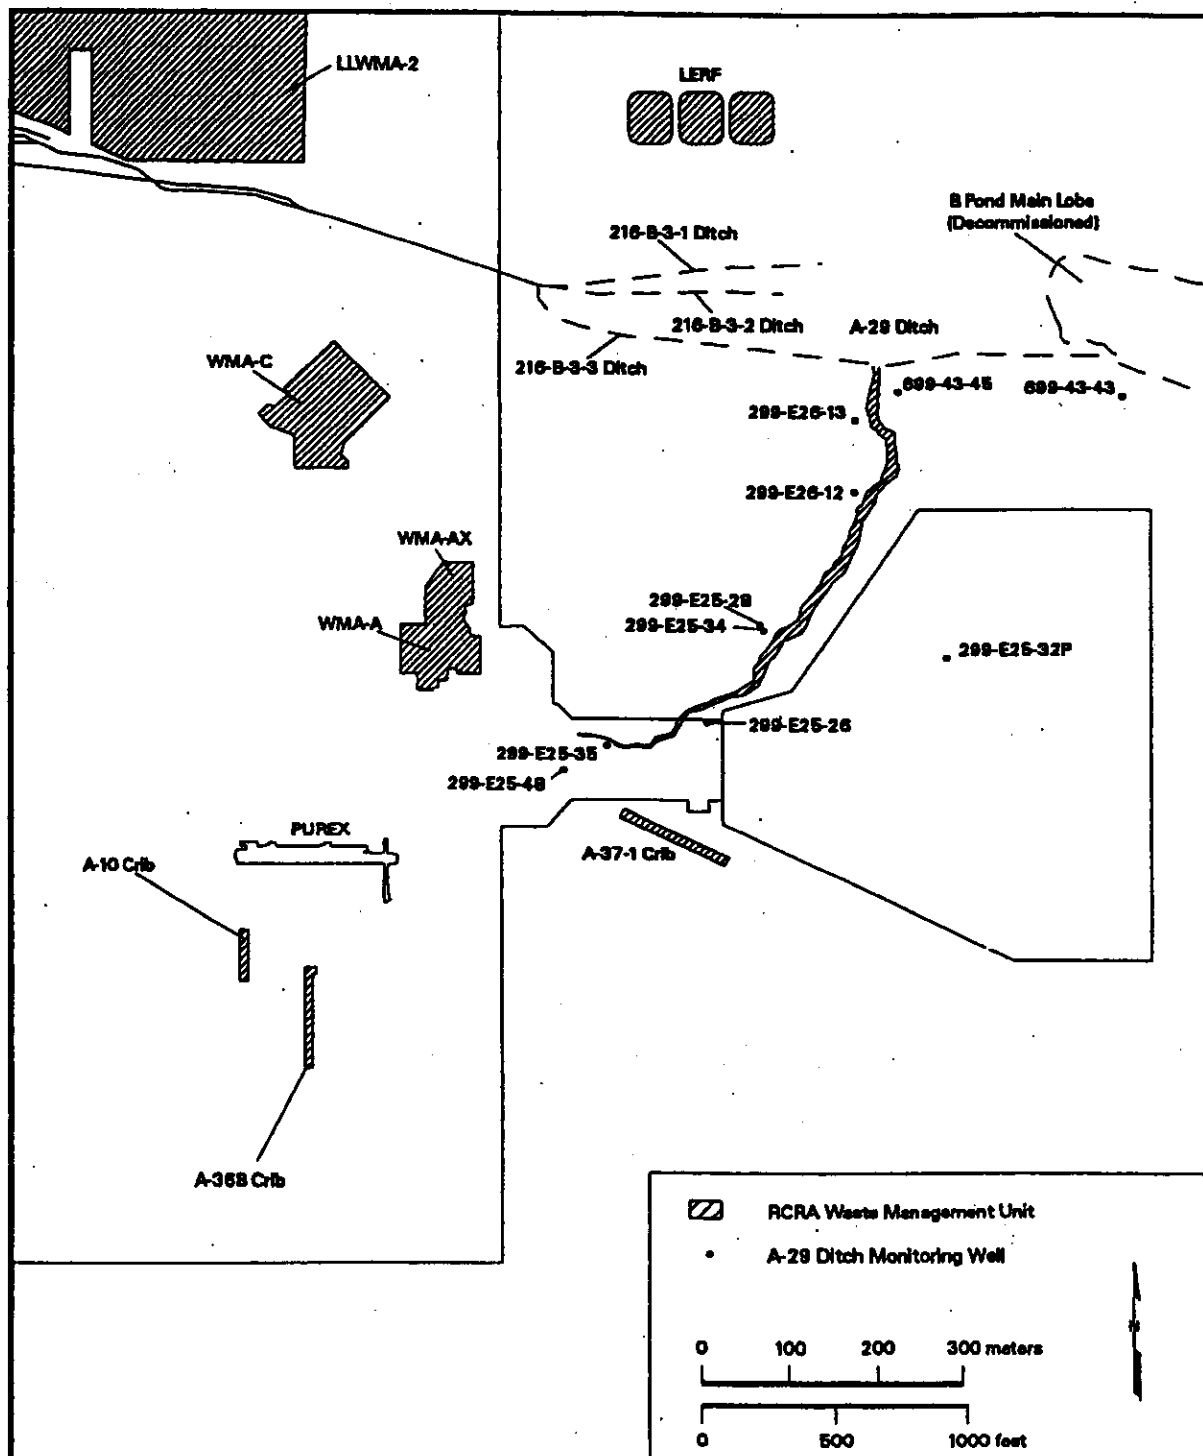 LLWMA-2
LERF
B Pond Main Lobe
(Decommissioned)
216-B-3-1 Ditch
216-B-3-2 Ditch
A-29 Ditch
WMA-C
216-B-3-3 Ditch
699-43-45
699-43-43
299-E26-13
299-E26-12
WMA-AX
299-E25-28
WMA-A
299-E25-34
299-E25-32P
299-E25-26
299-E25-35
299-E25-48
PUREX
A-10 Crib
A-37-1 Crib
A-36B Crib
RCRA Waste Management Unit
A-29 Ditch Monitoring Well
N
0 100 200 300 meters
0 500 1000 feet